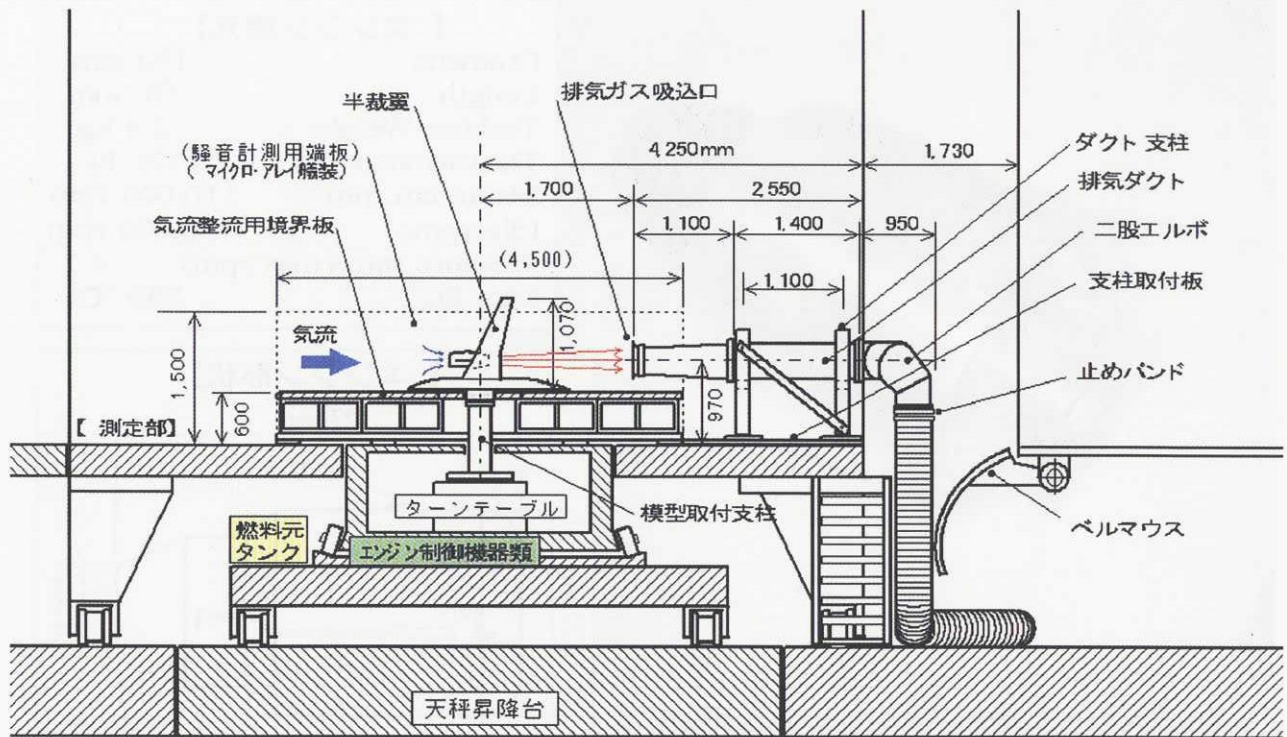 半裁翼
排気ガス吸込口
(騒音計測用端板)
(マイクロ・アレイ艤装)
気流整流用境界板
4,250mm
1,730
1,700
2,550
1,100
1,400
950
(4,500)
1,100
ダクト 支柱
排気ダクト
二股エルボ
支柱取付板
止めバンド
気流
1,070
1,500
600
970
【 測定部】
ターンテーブル
模型取付支柱
ベルマウス
燃料元
タンク
エンジン制御機器類
天秤昇降台